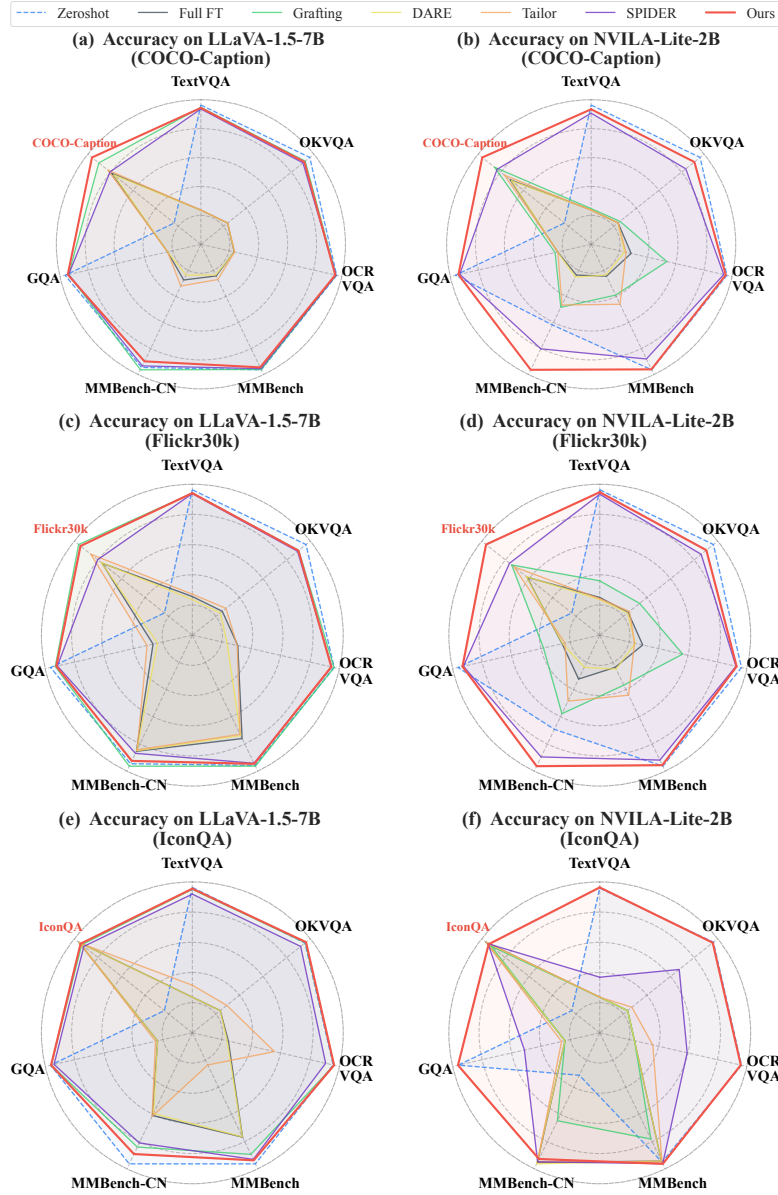 Zeroshot Full FT Grafting DARE Tailor SPIDER Ours
(a) Accuracy on LLaVA-1.5-7B
(COCO-Caption)
TextVQA
OKVQA
OCR
VQA
MMBench
MMBench-CN
GQA
COCO-Caption
(b) Accuracy on NVILA-Lite-2B
(COCO-Caption)
TextVQA
OKVQA
OCR
VQA
MMBench
MMBench-CN
GQA
COCO-Caption
(c) Accuracy on LLaVA-1.5-7B
(Flickr30k)
TextVQA
OKVQA
OCR
VQA
MMBench
MMBench-CN
GQA
Flickr30k
(d) Accuracy on NVILA-Lite-2B
(Flickr30k)
TextVQA
OKVQA
OCR
VQA
MMBench
MMBench-CN
GQA
Flickr30k
(e) Accuracy on LLaVA-1.5-7B
(IconQA)
TextVQA
OKVQA
OCR
VQA
MMBench
MMBench-CN
GQA
IconQA
(f) Accuracy on NVILA-Lite-2B
(IconQA)
TextVQA
OKVQA
OCR
VQA
MMBench
MMBench-CN
GQA
IconQA